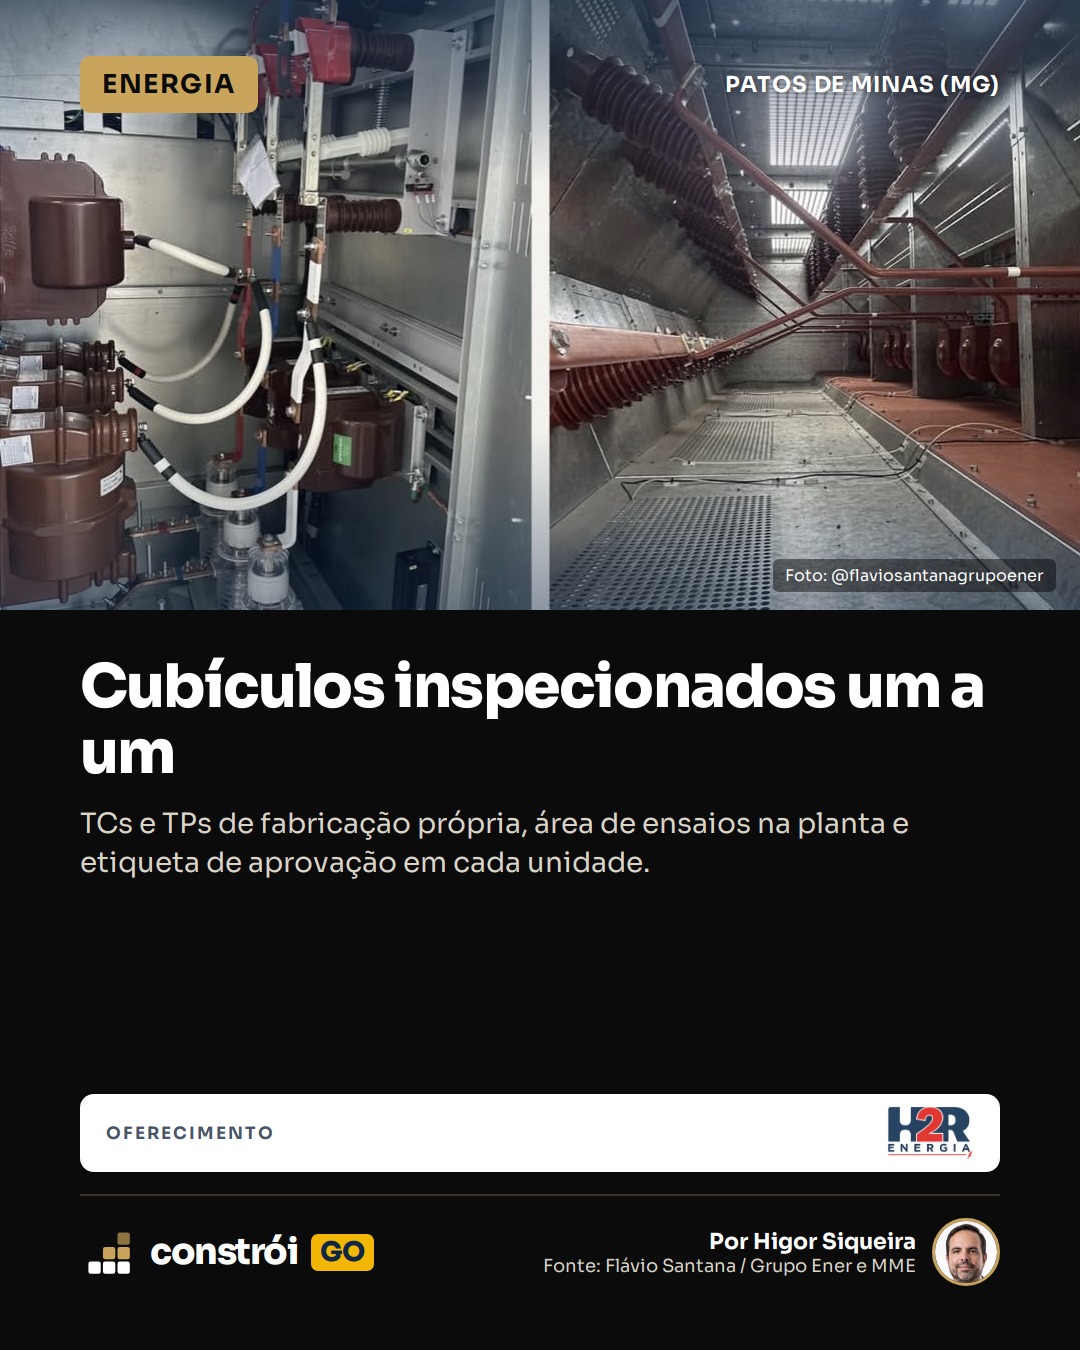 ENERGIA
PATOS DE MINAS (MG)
Foto: @flaviosantanagrupoener
Cubículos inspecionados um a
um
TCs e TPs de fabricação própria, área de ensaios na planta e
etiqueta de aprovação em cada unidade.
OFERECIMENTO
H2R
ENERGIA
constrói GO
Por Higor Siqueira
Fonte: Flávio Santana / Grupo Ener e MME